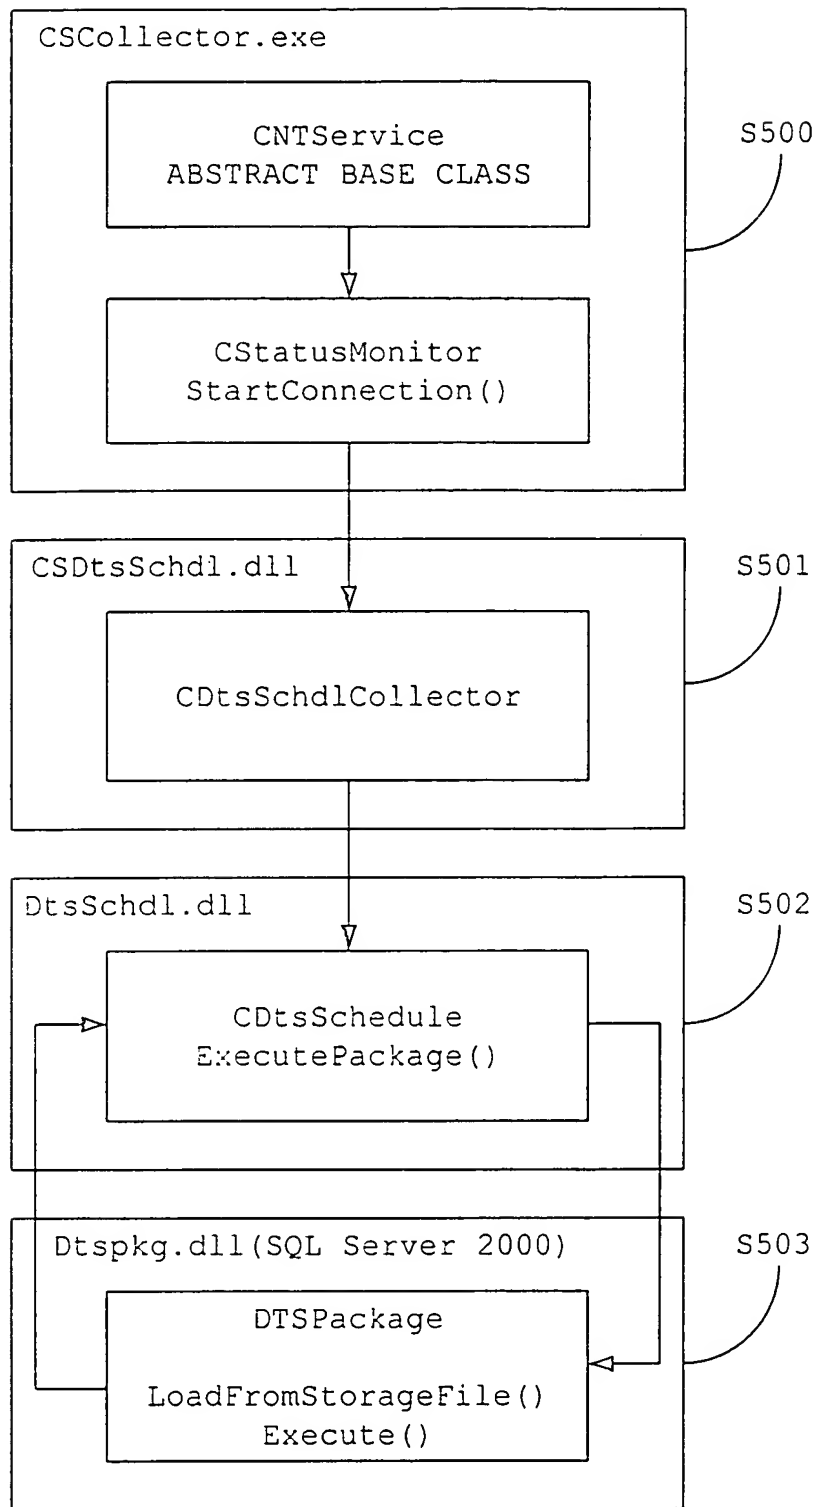 CSCollector.exe
CNTService
ABSTRACT BASE CLASS
S500
CStatusMonitor
StartConnection()
CSDtsSchdl.dll
S501
CDtsSchdlCollector
DtsSchdl.dll
S502
CDtsSchedule
ExecutePackage()
Dtspkg.dll(SQL Server 2000)
S503
DTSPackage
LoadFromStorageFile()
Execute()